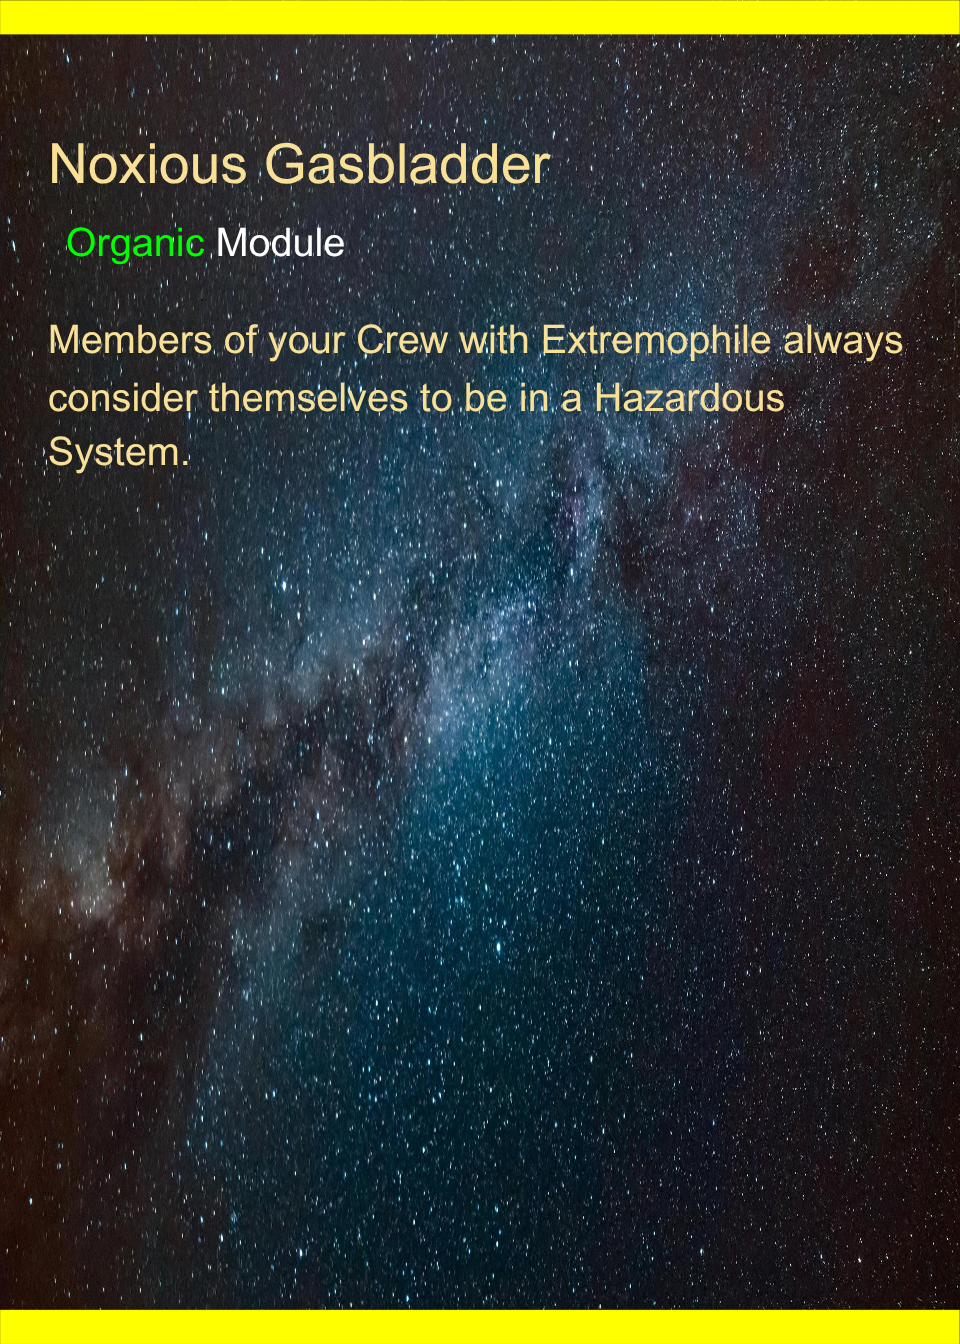 Noxious Gasbladder
Organic Module
Members of your Crew with Extremophile always
consider themselves to be in a Hazardous
System.